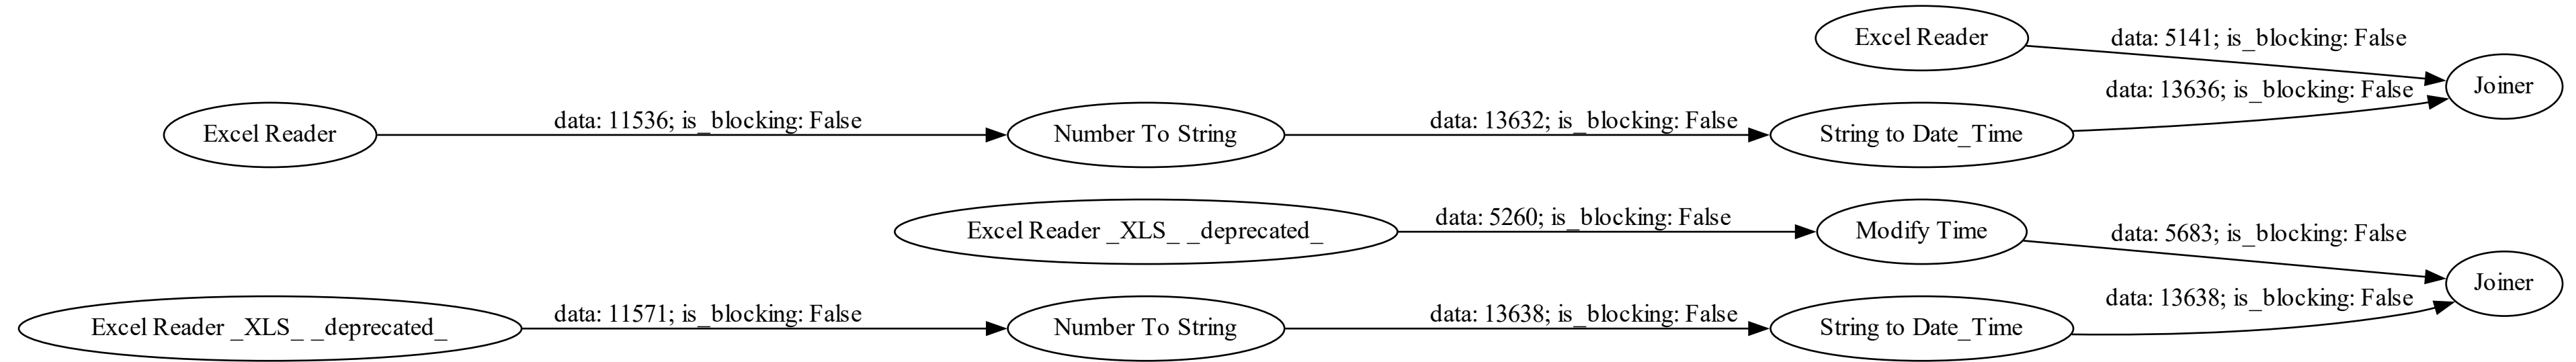 Excel Reader
data: 5141; is_blocking: False
Joiner
data: 13636; is_blocking: False
Excel Reader
data: 11536; is_blocking: False
Number To String
data: 13632; is_blocking: False
String to Date_Time
Excel Reader _XLS_ _deprecated_
data: 5260; is_blocking: False
Modify Time
data: 5683; is_blocking: False
Joiner
data: 13638; is_blocking: False
Excel Reader _XLS_ _deprecated_
data: 11571; is_blocking: False
Number To String
data: 13638; is_blocking: False
String to Date_Time